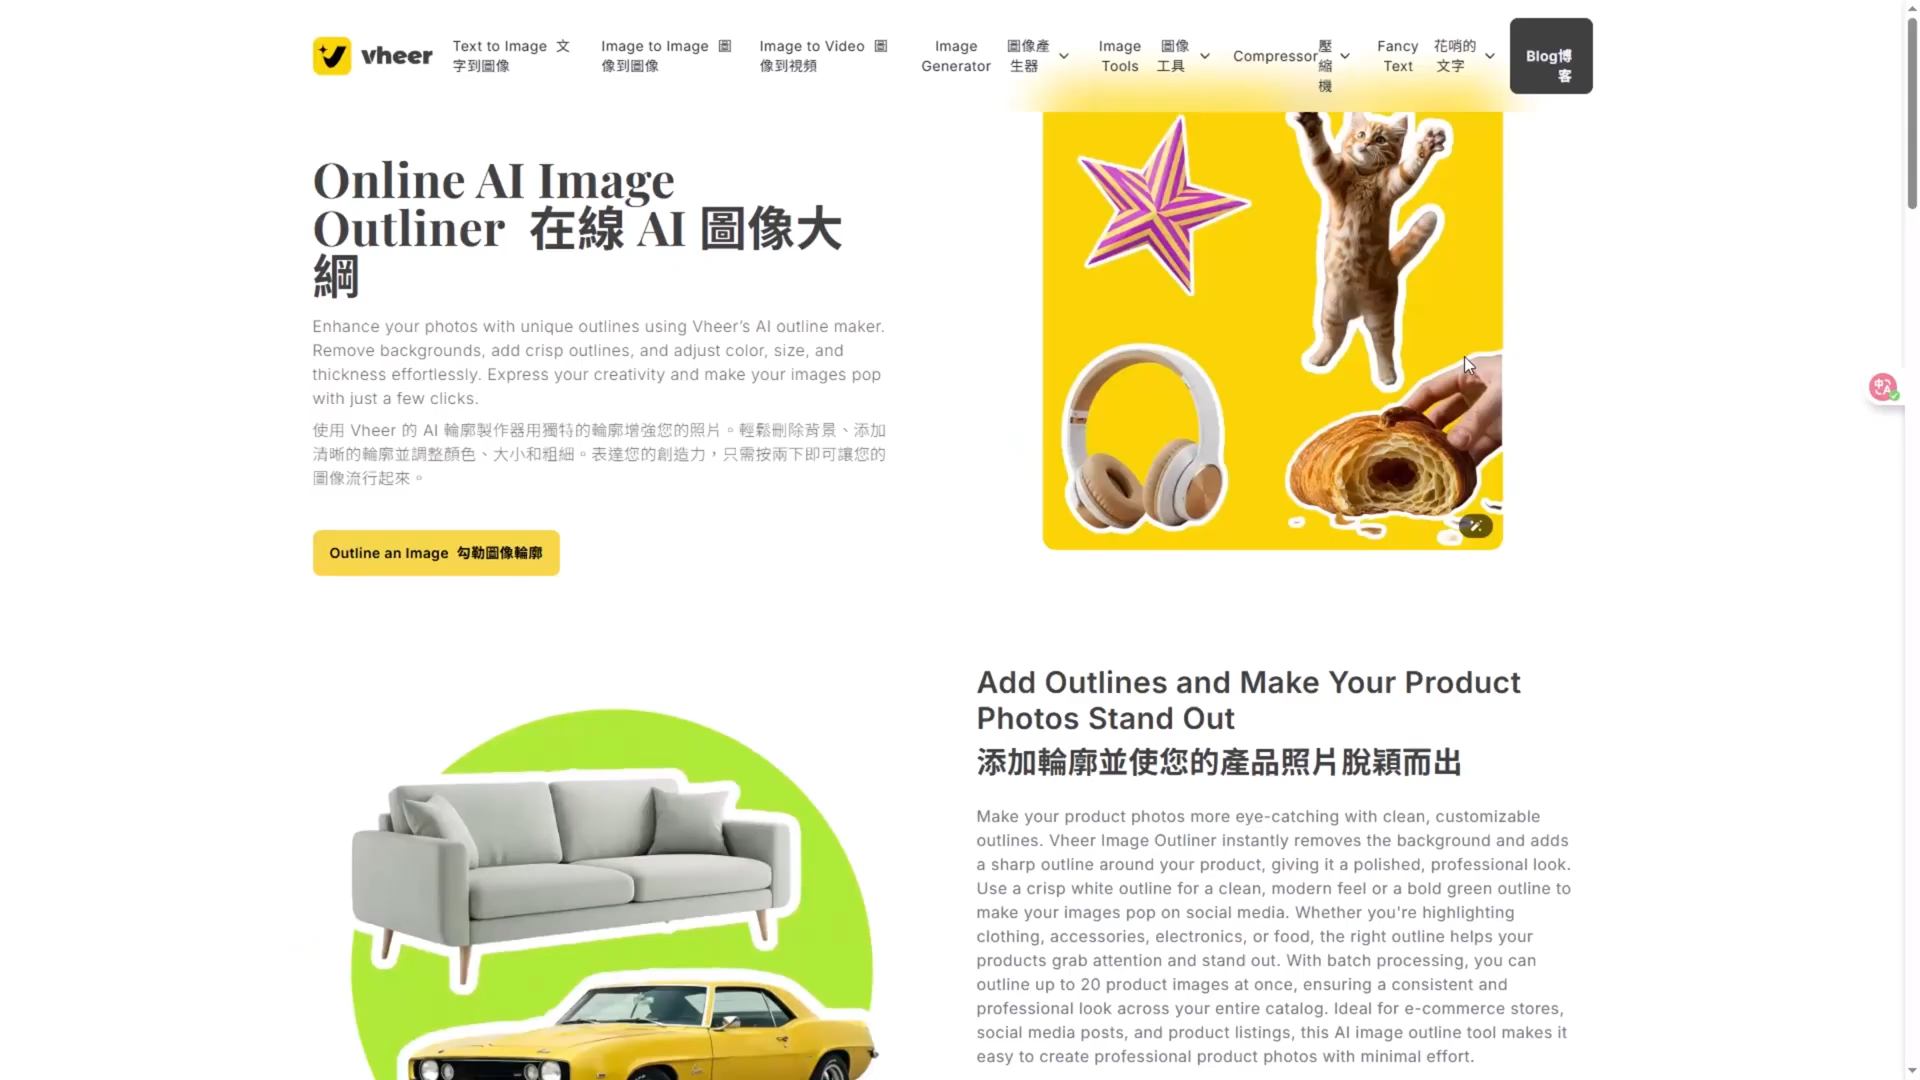 vheer
Text to Image 文
字到圖像
Image to Image 圖
像到圖像
Image to Video 圖
像到視頻
Image
Generator
圖像產
生器
Image
Tools
圖像
工具
Compressor
壓
縮
機
Fancy
Text
花哨的
文字
Blog博
客
Online AI Image
Outliner 在線 AI 圖像大
綱
Enhance your photos with unique outlines using Vheer’s AI outline maker.
Remove backgrounds, add crisp outlines, and adjust color, size, and
thickness effortlessly. Express your creativity and make your images pop
with just a few clicks.
使用 Vheer 的 AI 輪廓製作器用獨特的輪廓增強您的照片。輕鬆刪除背景、添加
清晰的輪廓並調整顏色、大小和粗細。表達您的創造力，只需按兩下即可讓您的
圖像流行起來。
Outline an Image 勾勒圖像輪廓
Add Outlines and Make Your Product
Photos Stand Out
添加輪廓並使您的產品照片脫穎而出
Make your product photos more eye-catching with clean, customizable
outlines. Vheer Image Outliner instantly removes the background and adds
a sharp outline around your product, giving it a polished, professional look.
Use a crisp white outline for a clean, modern feel or a bold green outline to
make your images pop on social media. Whether you're highlighting
clothing, accessories, electronics, or food, the right outline helps your
products grab attention and stand out. With batch processing, you can
outline up to 20 product images at once, ensuring a consistent and
professional look across your entire catalog. Ideal for e-commerce stores,
social media posts, and product listings, this AI image outline tool makes it
easy to create professional product photos with minimal effort.